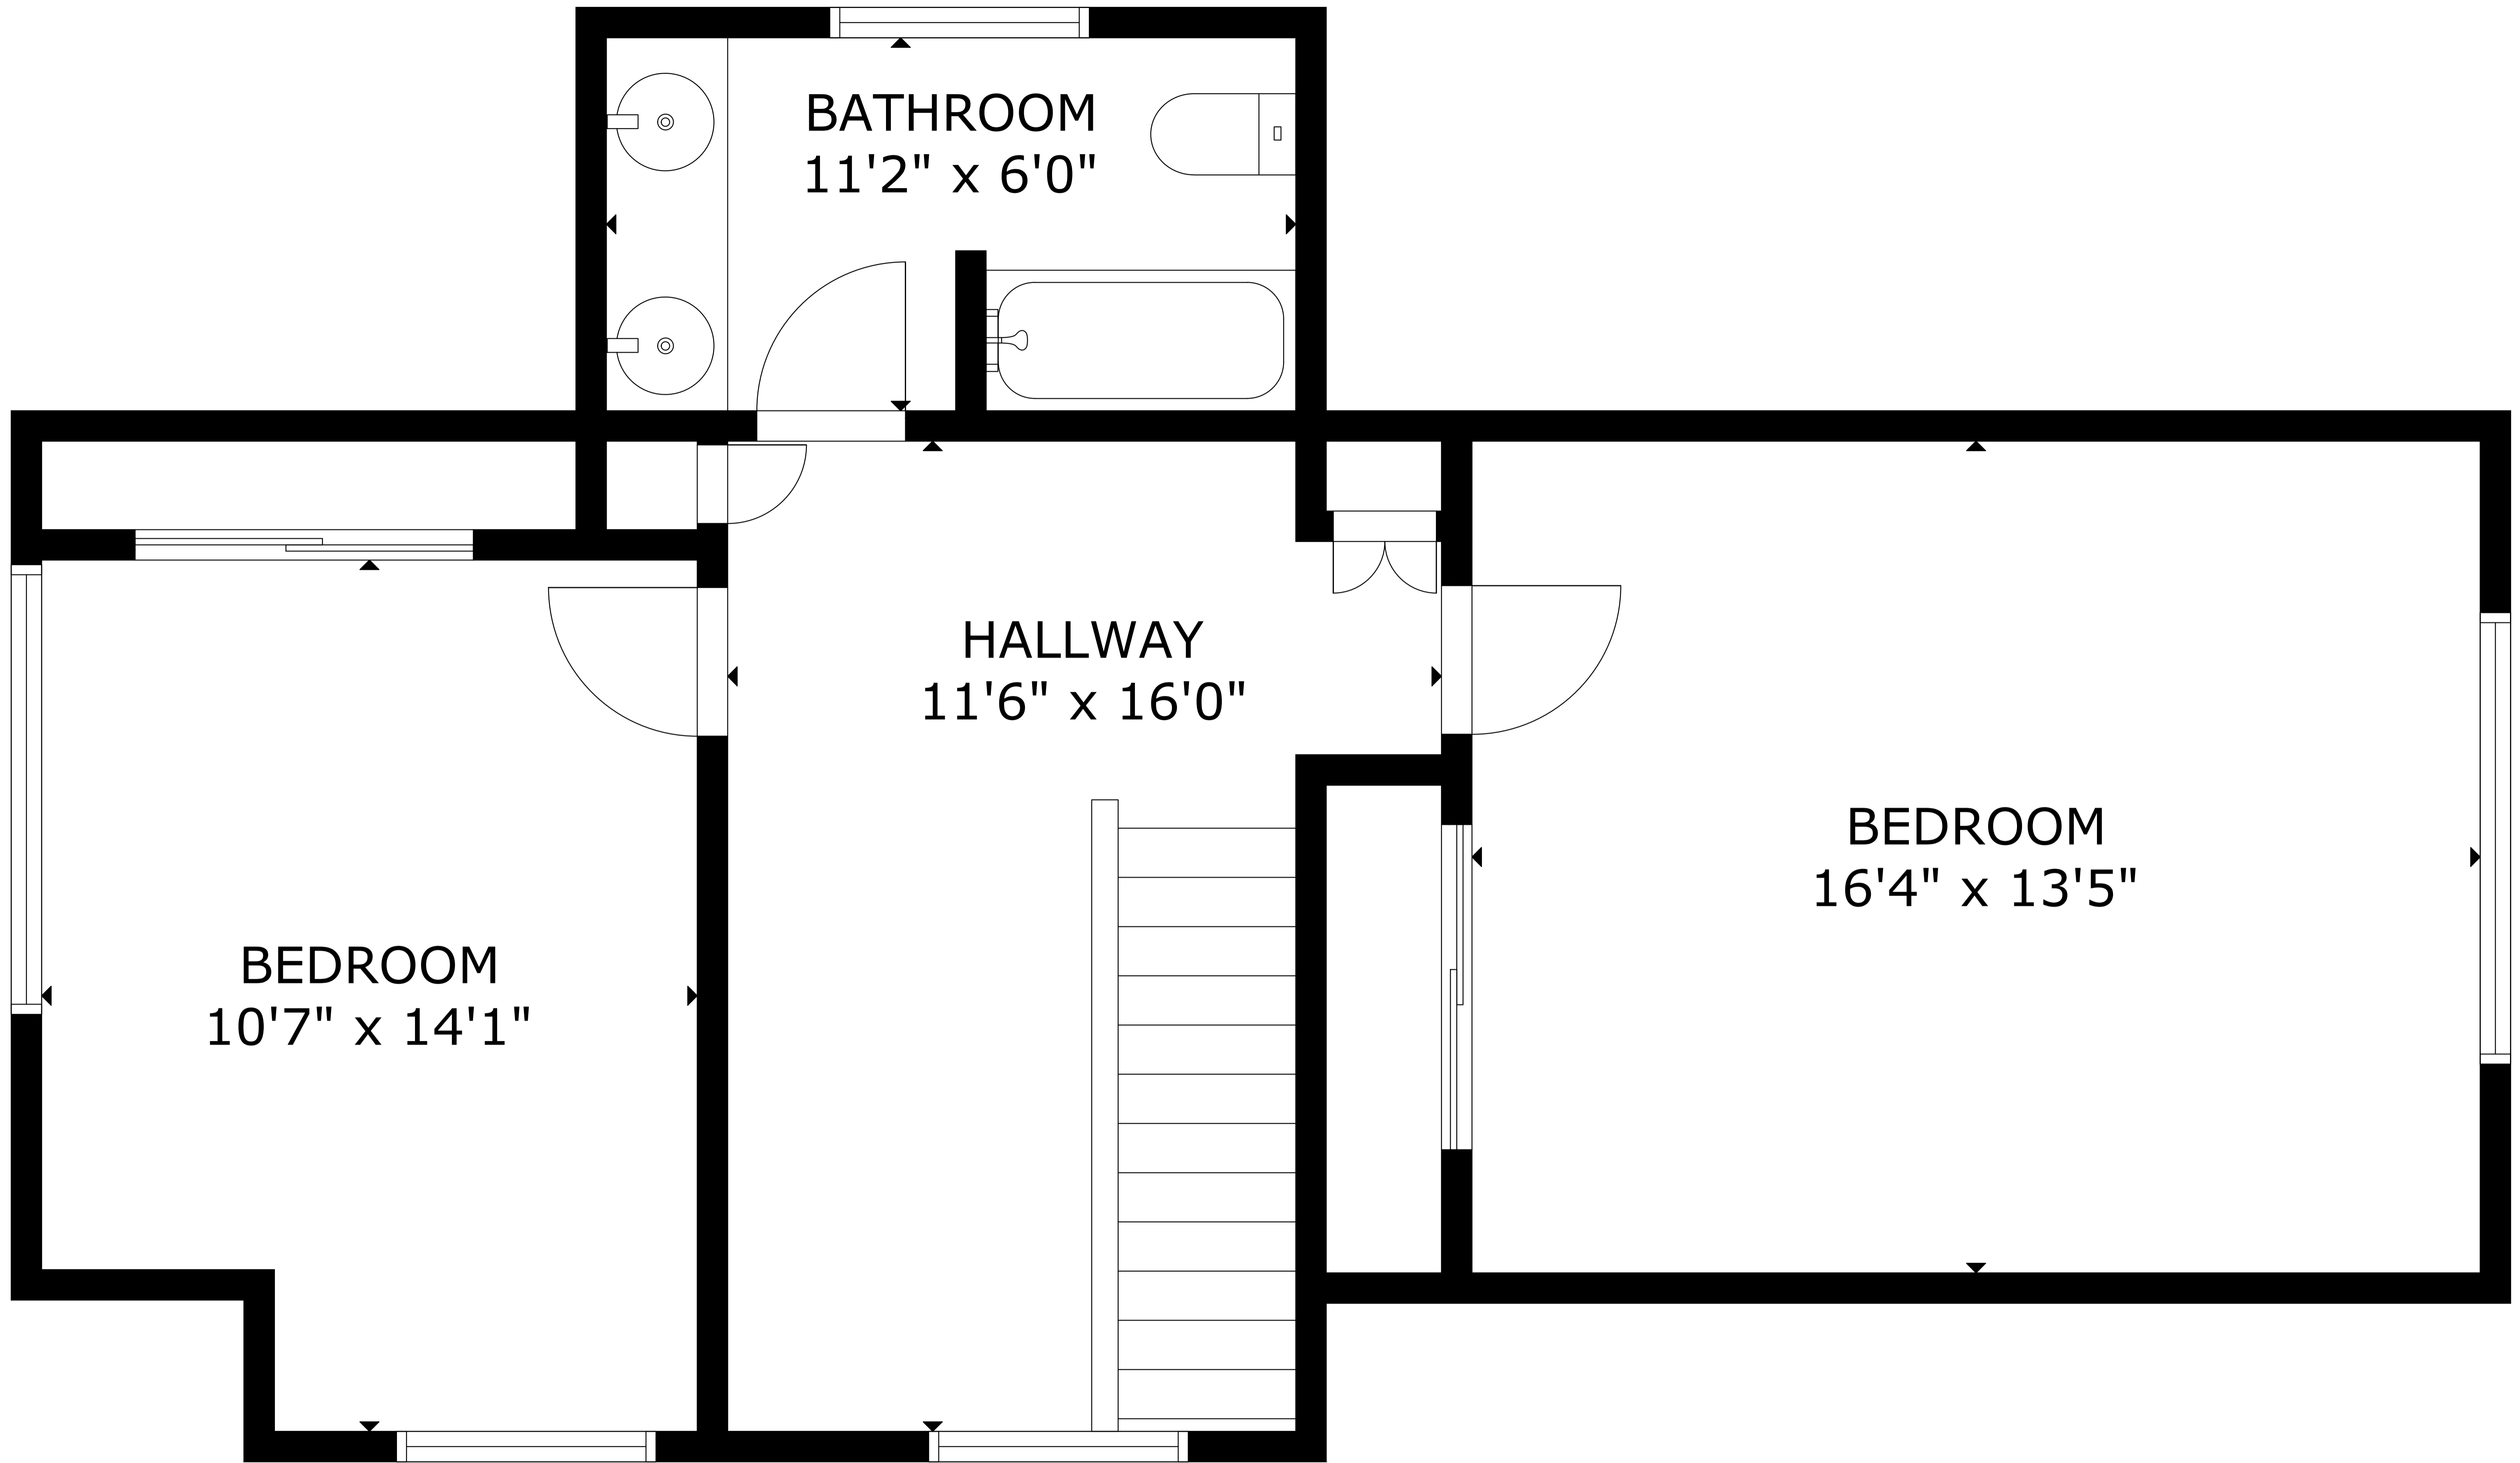 BATHROOM
11'2" x 6'0"
HALLWAY
11'6" x 16'0"
BEDROOM
16'4" x 13'5"
BEDROOM
10'7" x 14'1"